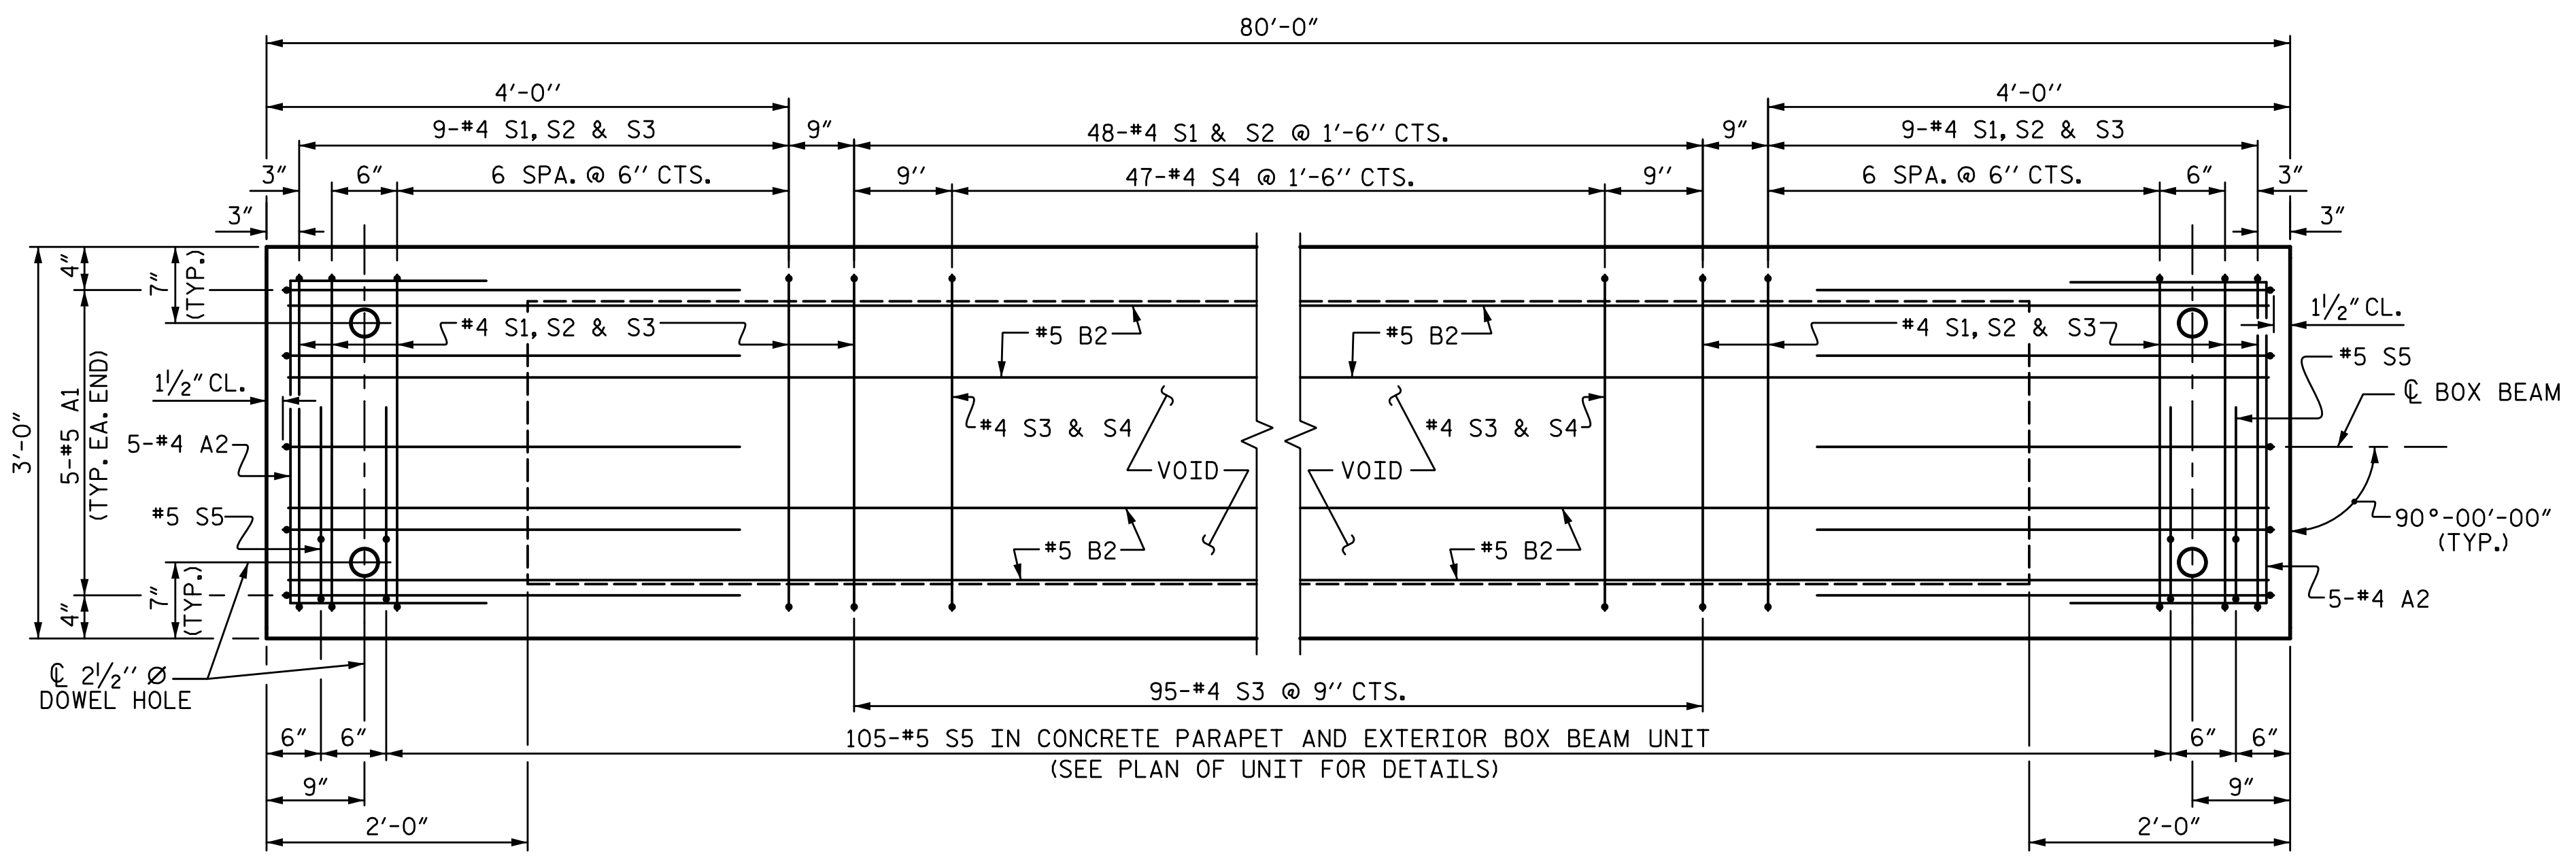 80'-0"
4'-0''
4'-0''
9-#4 S1, S2 & S3
9"
48-#4 S1 & S2 @ 1'-6'' CTS.
9"
9-#4 S1, S2 & S3
3"
6"
6 SPA. @ 6'' CTS.
9''
47-#4 S4 @ 1'-6'' CTS.
9''
6 SPA. @ 6'' CTS.
6"
3"
3"
3"
4"
7"
(TYP.)
1 1/2" CL.
#4 S1, S2 & S3
#5 B2
#5 B2
#4 S1, S2 & S3
#5 S5
3'-0"
5-#5 A1
(TYP. EA. END)
1 1/2" CL.
℄ BOX BEAM
5-#4 A2
#4 S3 & S4
#4 S3 & S4
VOID
VOID
#5 S5
#5 B2
#5 B2
90°-00'-00"
(TYP.)
7"
(TYP.)
4"
5-#4 A2
℄ 2 1/2'' Ø
DOWEL HOLE
95-#4 S3 @ 9'' CTS.
6"
6"
105-#5 S5 IN CONCRETE PARAPET AND EXTERIOR BOX BEAM UNIT
(SEE PLAN OF UNIT FOR DETAILS)
6"
6"
9"
9"
2'-0"
2'-0"